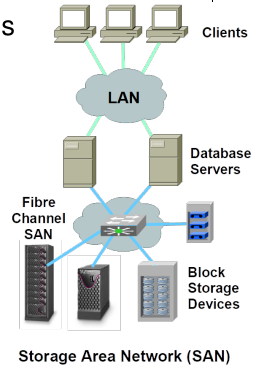 s
Clients
LAN
Database
Servers
Fibre
Channel
SAN
Block
Storage
Devices
Storage Area Network (SAN)